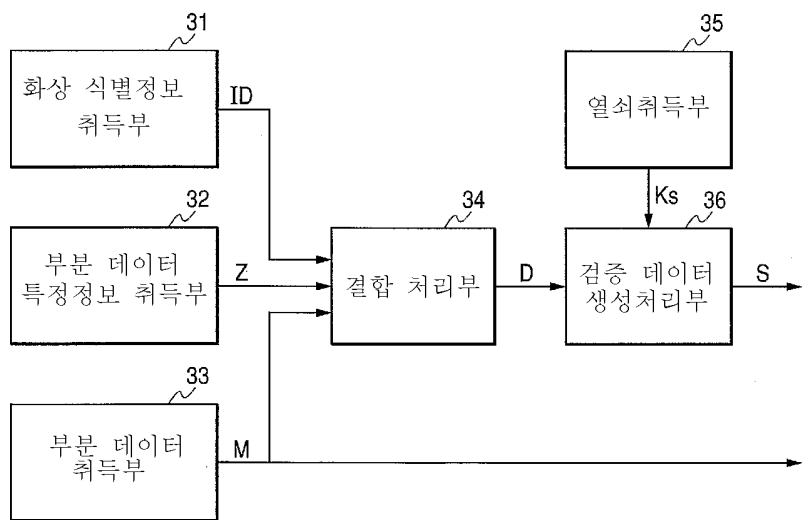 31
화상 식별정보
취득부
ID
35
열쇠취득부
Ks
32
부분 데이터
특정정보 취득부
Z
34
결합 처리부
D
36
검증 데이터
생성처리부
S
33
부분 데이터
취득부
M